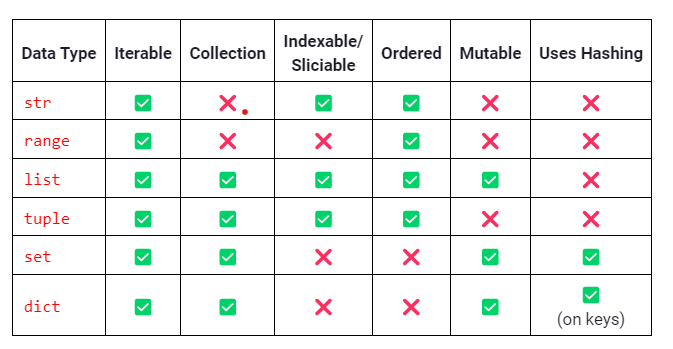 Data Type Iterable Collection Indexable/ Sliciable Ordered Mutable Uses Hashing
str
range
list
tuple
set
dict
(on keys)